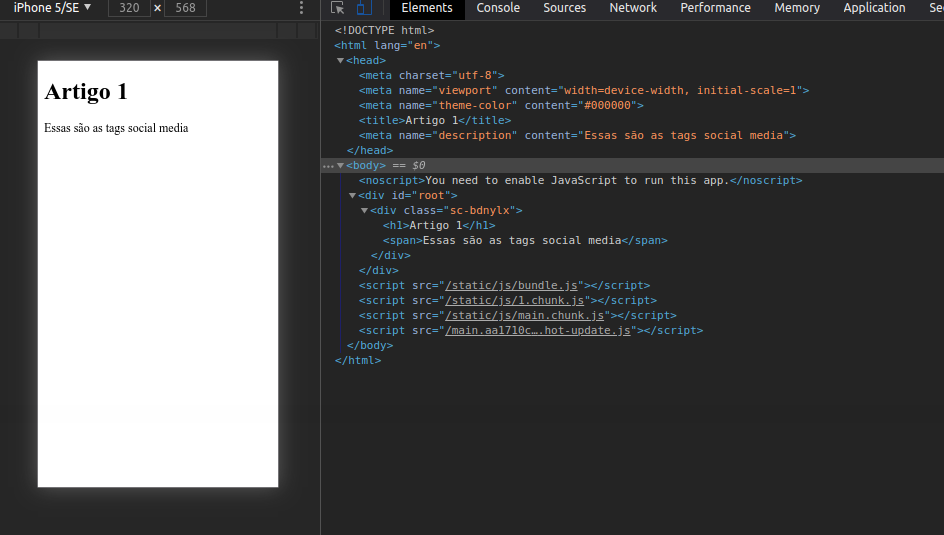 iPhone 5/SE ▼ 320 × 568
Elements Console Sources Network Performance Memory Application
Artigo 1
Essas são as tags social media
<!DOCTYPE html>
<html lang="en">
<head>
<meta charset="utf-8">
<meta name="viewport" content="width=device-width, initial-scale=1">
<meta name="theme-color" content="#000000">
<title>Artigo 1</title>
<meta name="description" content="Essas são as tags social media">
</head>
<body> == $0
<noscript>You need to enable JavaScript to run this app.</noscript>
<div id="root">
<div class="sc-bdnylx">
<h1>Artigo 1</h1>
<span>Essas são as tags social media</span>
</div>
</div>
<script src="/static/js/bundle.js"></script>
<script src="/static/js/1.chunk.js"></script>
<script src="/static/js/main.chunk.js"></script>
<script src="/main.aa1710c….hot-update.js"></script>
</body>
</html>